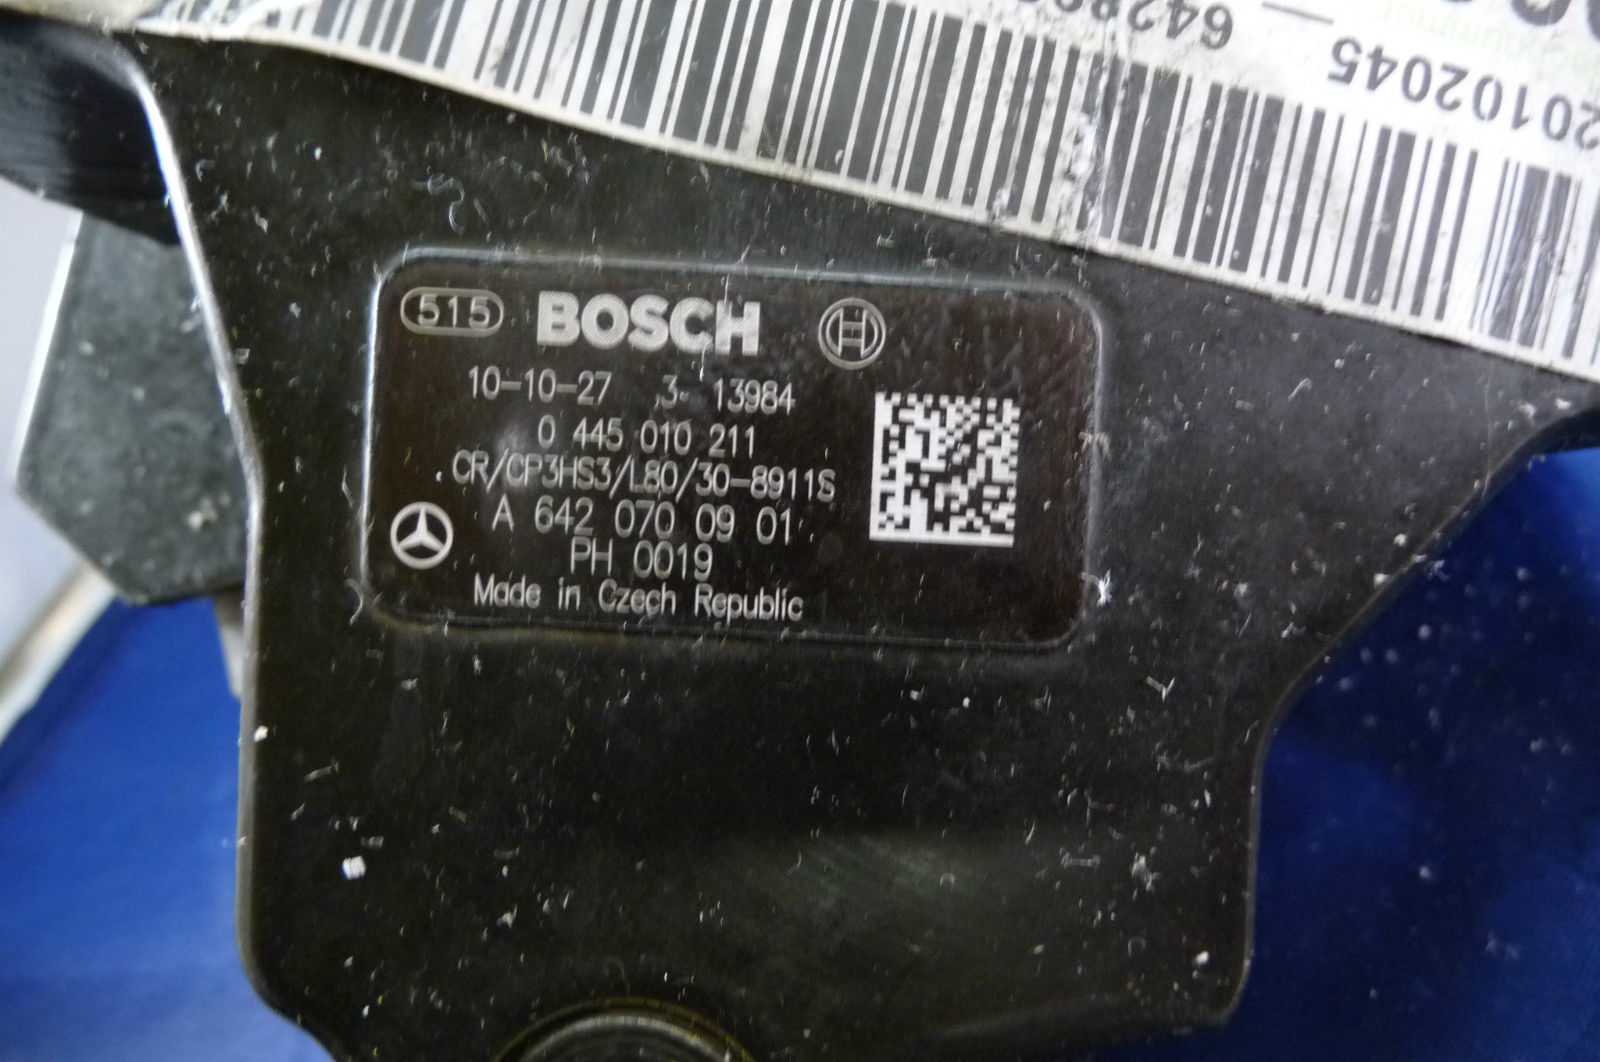 20102045
515 BOSCH
10-10-27 3 13984
0 445 010 211
CR/CP3HS3/L80/30-8911S
A 642 070 09 01
PH 0019
Made in Czech Republic